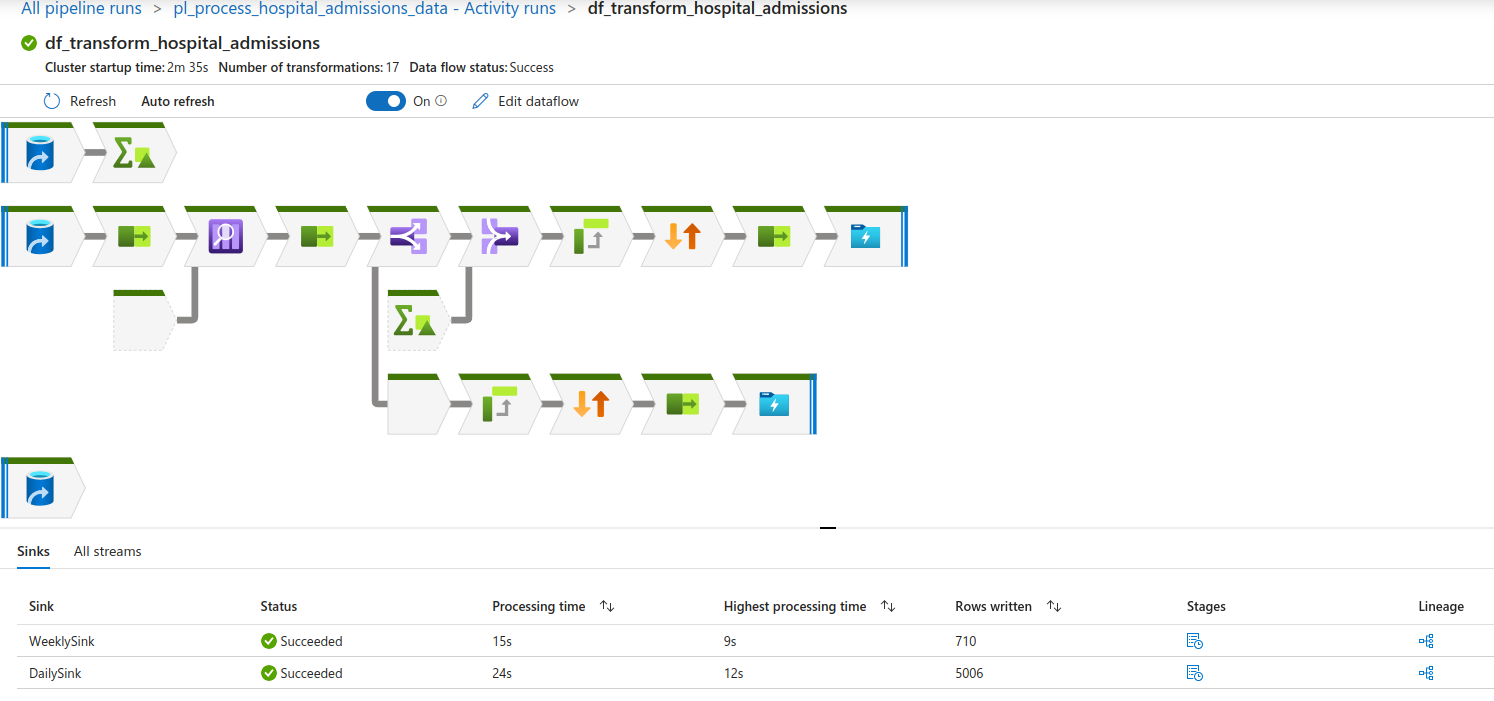 All pipeline runs > pl_process_hospital_admissions_data - Activity runs > df_transform_hospital_admissions
df_transform_hospital_admissions
Cluster startup time: 2m 35s Number of transformations: 17 Data flow status: Success
Refresh Auto refresh On Edit dataflow
Sinks All streams
Sink Status Processing time Highest processing time Rows written Stages Lineage
WeeklySink Succeeded 15s 9s 710
DailySink Succeeded 24s 12s 5006